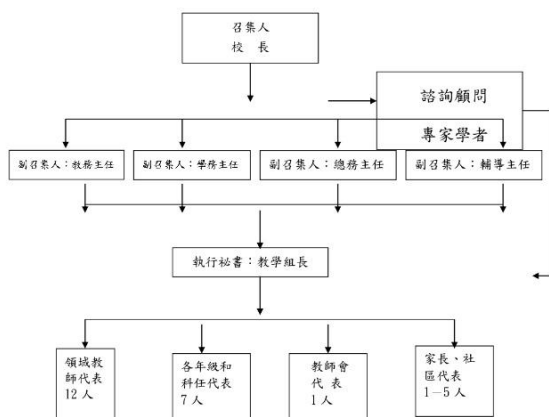 召集人
校 長
諮詢顧問
專家學者
副召集人：教務主任
副召集人：學務主任
副召集人：總務主任
副召集人：輔導主任
執行祕書：教學組長
領域教
師代表
12人
各年級和
科任代表
7人
教師會
代 表
1人
家長、社
區代表
1－5人